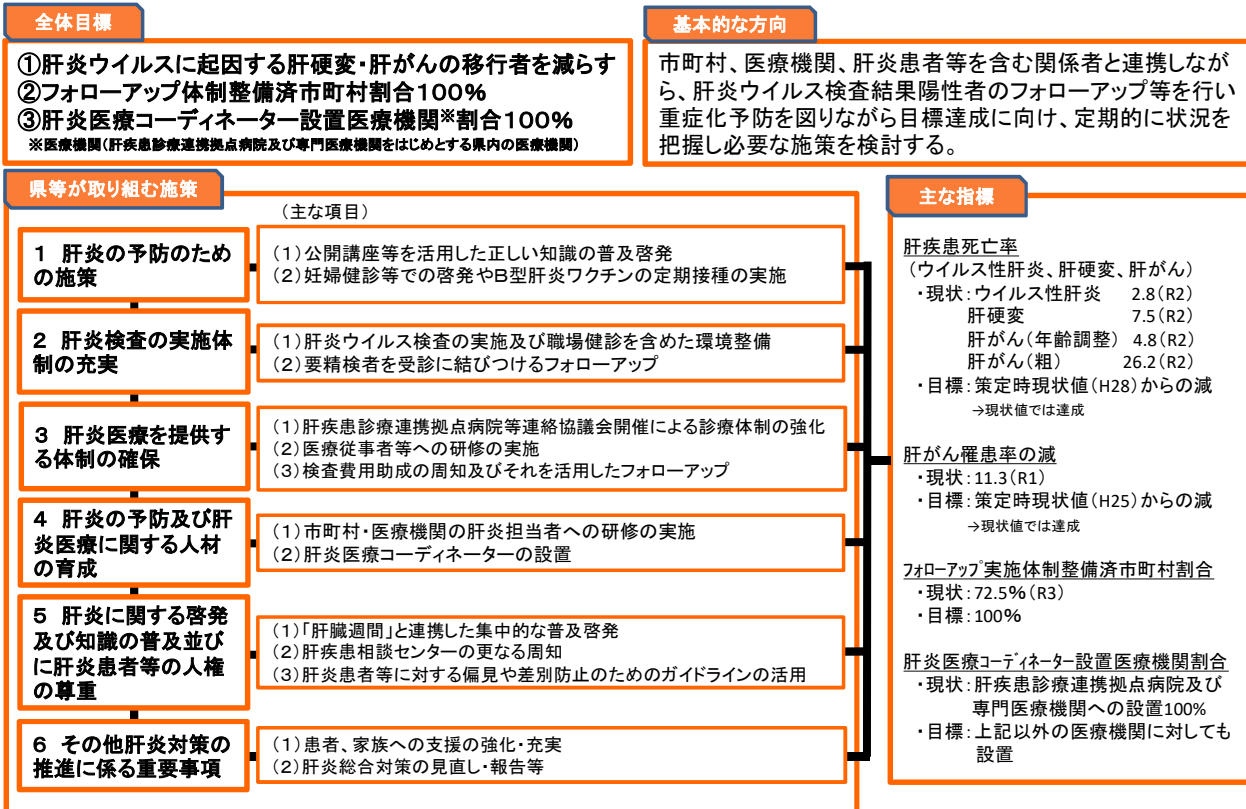 全体目標
①肝炎ウイルスに起因する肝硬変・肝がんの移行者を減らす
②フォローアップ体制整備済市町村割合100％
③肝炎医療コーディネーター設置医療機関※割合100％
※医療機関（肝疾患診療連携拠点病院及び専門医療機関をはじめとする県内の医療機関）
基本的な方向
市町村、医療機関、肝炎患者等を含む関係者と連携しなが
ら、肝炎ウイルス検査結果陽性者のフォローアップ等を行い
重症化予防を図りながら目標達成に向け、定期的に状況を
把握し必要な施策を検討する。
県等が取り組む施策
（主な項目）
1 肝炎の予防のため
の施策
（1）公開講座等を活用した正しい知識の普及啓発
（2）妊婦健診等での啓発やB型肝炎ワクチンの定期接種の実施
2 肝炎検査の実施体
制の充実
（1）肝炎ウイルス検査の実施及び職場健診を含めた環境整備
（2）要精検者を受診に結びつけるフォローアップ
3 肝炎医療を提供す
る体制の確保
（1）肝疾患診療連携拠点病院等連絡協議会開催による診療体制の強化
（2）医療従事者等への研修の実施
（3）検査費用助成の周知及びそれを活用したフォローアップ
4 肝炎の予防及び肝
炎医療に関する人材
の育成
（1）市町村・医療機関の肝炎担当者への研修の実施
（2）肝炎医療コーディネーターの設置
5 肝炎に関する啓発
及び知識の普及並び
に肝炎患者等の人権
の尊重
（1）「肝臓週間」と連携した集中的な普及啓発
（2）肝疾患相談センターの更なる周知
（3）肝炎患者等に対する偏見や差別防止のためのガイドラインの活用
6 その他肝炎対策の
推進に係る重要事項
（1）患者、家族への支援の強化・充実
（2）肝炎総合対策の見直し・報告等
主な指標
肝疾患死亡率
（ウイルス性肝炎、肝硬変、肝がん）
・現状：ウイルス性肝炎 2.8（R2）
肝硬変 7.5（R2）
肝がん（年齢調整） 4.8（R2）
肝がん（粗） 26.2（R2）
・目標：策定時現状値（H28）からの減
→現状値では達成
肝がん罹患率の減
・現状：11.3（R1）
・目標：策定時現状値（H25）からの減
→現状値では達成
ﾌｫﾛｰｱｯﾌﾟ実施体制整備済市町村割合
・現状：72.5％（R3）
・目標：100％
肝炎医療ｺｰﾃﾞｨﾈｰﾀｰ設置医療機関割合
・現状：肝疾患診療連携拠点病院及び
専門医療機関への設置100％
・目標：上記以外の医療機関に対しても
設置